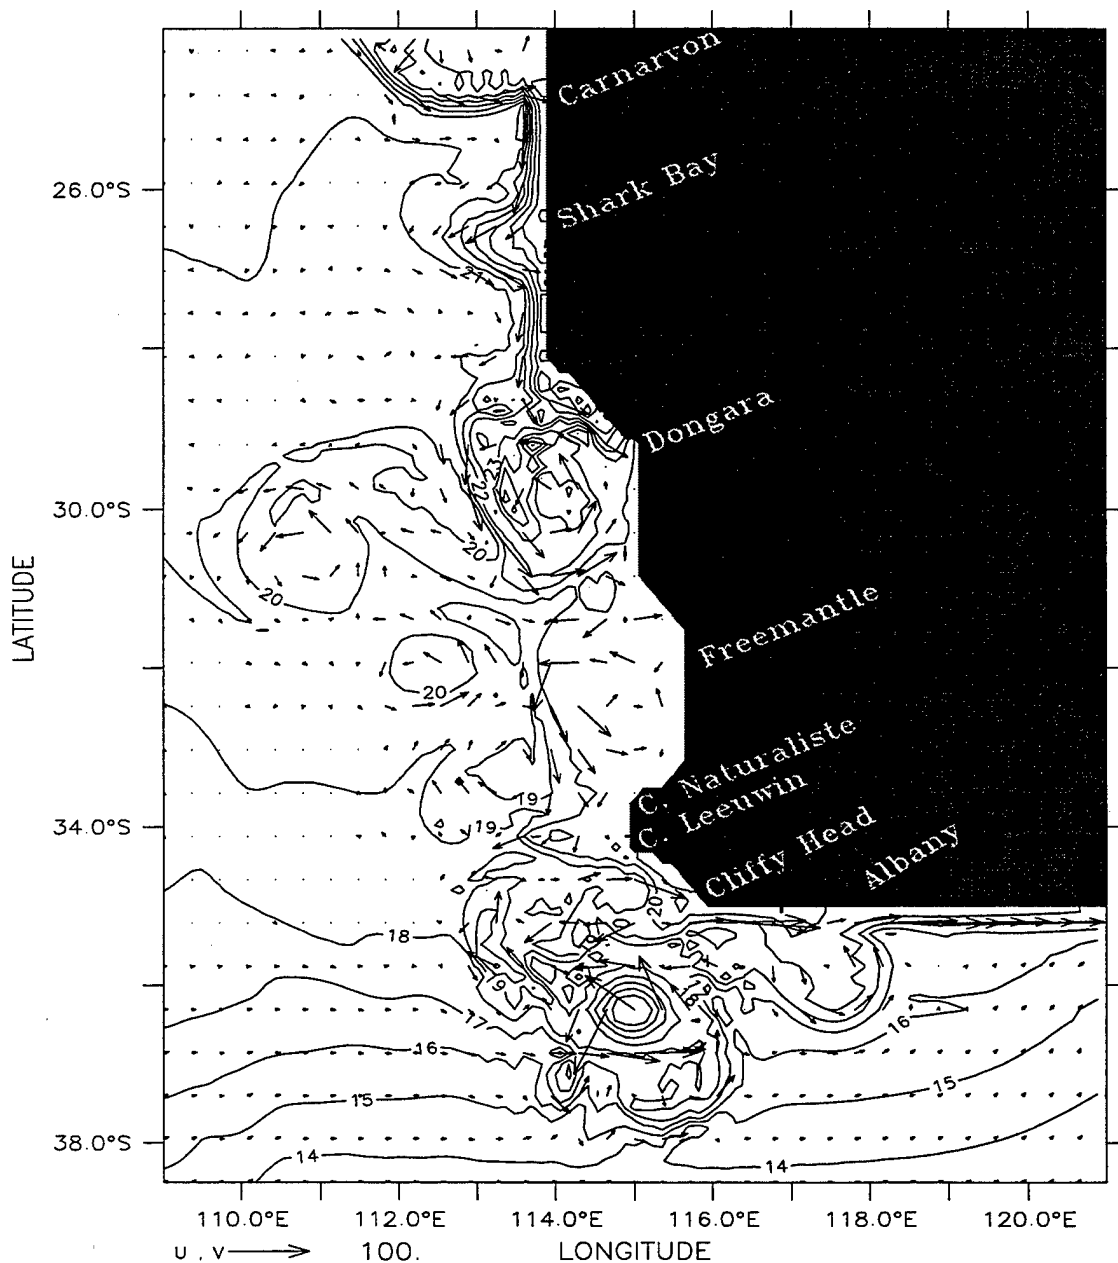 Carnarvon
Shark Bay
26.0°S
21
Dongara
22
30.0°S
20
20
LATITUDE
Freemantle
20
C. Naturaliste
19
C. Leeuwin
34.0°S
19
Cliffy Head
Albany
20
18
19
18
17
16
16
15
15
14
14
38.0°S
110.0°E 112.0°E 114.0°E 116.0°E 118.0°E 120.0°E
U , V 100. LONGITUDE